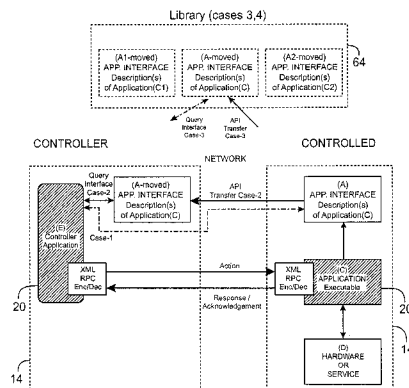 Library (cases 3,4)
(A1-moved)
APP. INTERFACE
Description(s)
of Application(C1)
(A-moved)
APP. INTERFACE
Description(s)
of Application(C)
(A2-moved)
APP. INTERFACE
Description(s)
of Application(C2)
64
Query
Interface
Case-3
API
Transfer
Case-3
CONTROLLER
CONTROLLED
NETWORK
Query
Interface
Case-2
(A-moved)
APP. INTERFACE
Description(s)
of Application(C)
API
Transfer Case-2
(A)
APP. INTERFACE
Description(s)
of Application(C)
(E)
Controller
Application
Case-1
XML
RPC
Enc/Dec
Action
Response /
Acknowledgement
XML
RPC
Enc/Dec
(C)
APPLICATION
Executable
20
20
14
14
(D)
HARDWARE
OR
SERVICE